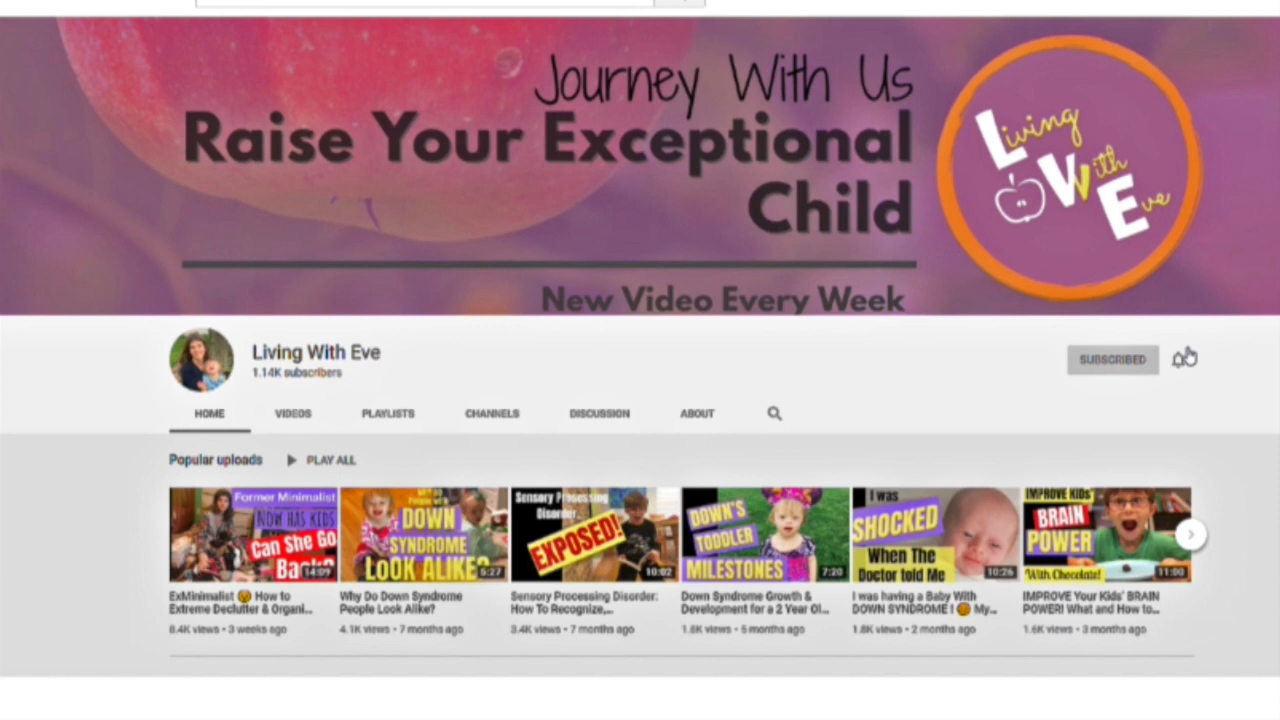 Journey With Us
Raise Your Exceptional
Child
New Video Every Week
Living
With
Eve
Living With Eve
1.14K subscribers
SUBSCRIBED
HOME VIDEOS PLAYLISTS CHANNELS DISCUSSION ABOUT
Popular uploads PLAY ALL
Former Minimalist
NOW HAS KIDS
Can She Go
Back?
14:09
DOWN
SYNDROME
LOOK ALIKE?
5:27
Sensory Processing
Disorder..
EXPOSED!
10:02
DOWN'S
TODDLER
MILESTONES
7:20
I was
SHOCKED
When The
Doctor told Me
10:26
IMPROVE KIDS'
BRAIN
POWER
With Chocolate!
11:00
ExMinimalist 😵 How to
Extreme Declutter & Organi...
8.4K views • 3 weeks ago
Why Do Down Syndrome
People Look Alike?
4.1K views • 7 months ago
Sensory Processing Disorder:
How To Recognize,...
3.4K views • 7 months ago
Down Syndrome Growth &
Development for a 2 Year Ol...
1.8K views • 5 months ago
I was having a Baby With
DOWN SYNDROME ! My...
1.8K views • 2 months ago
IMPROVE Your Kids' BRAIN
POWER! What and How to...
1.6K views • 3 months ago